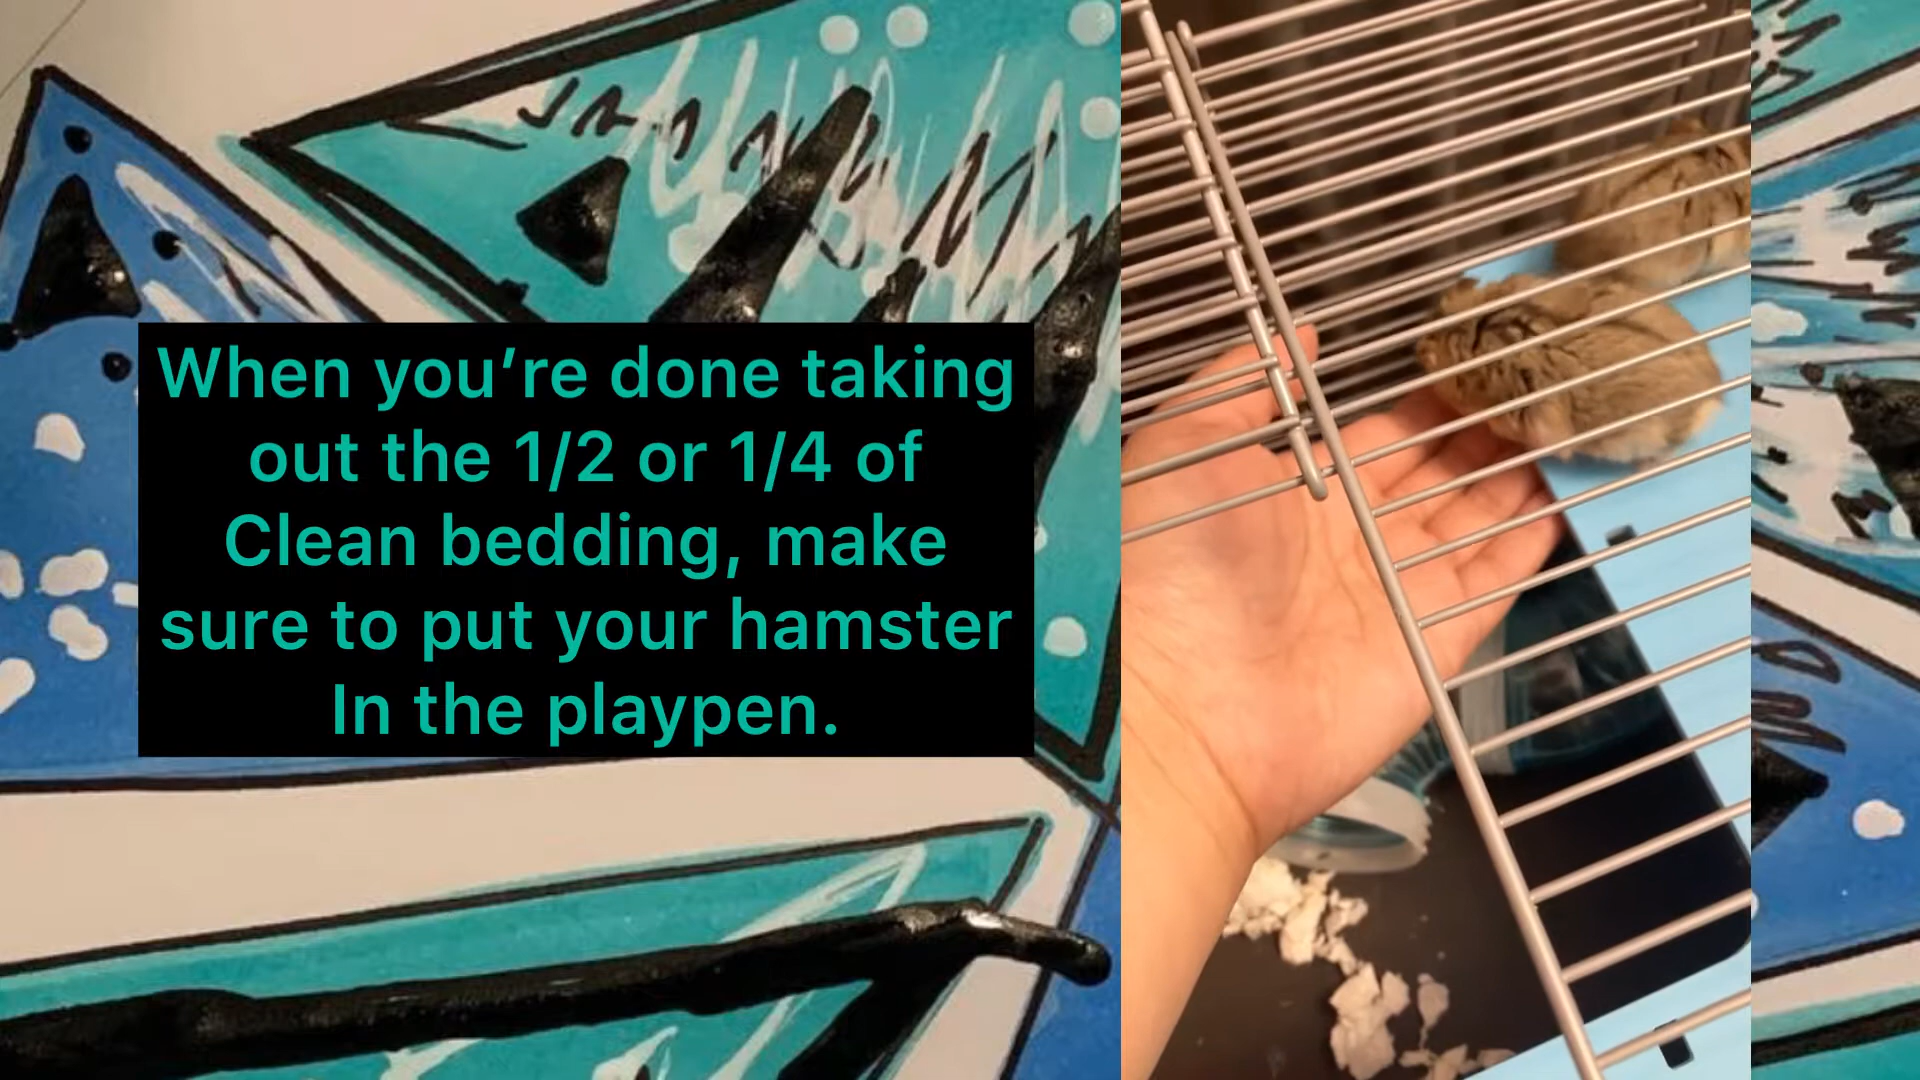 When you’re done taking
out the 1/2 or 1/4 of
Clean bedding, make
sure to put your hamster
In the playpen.